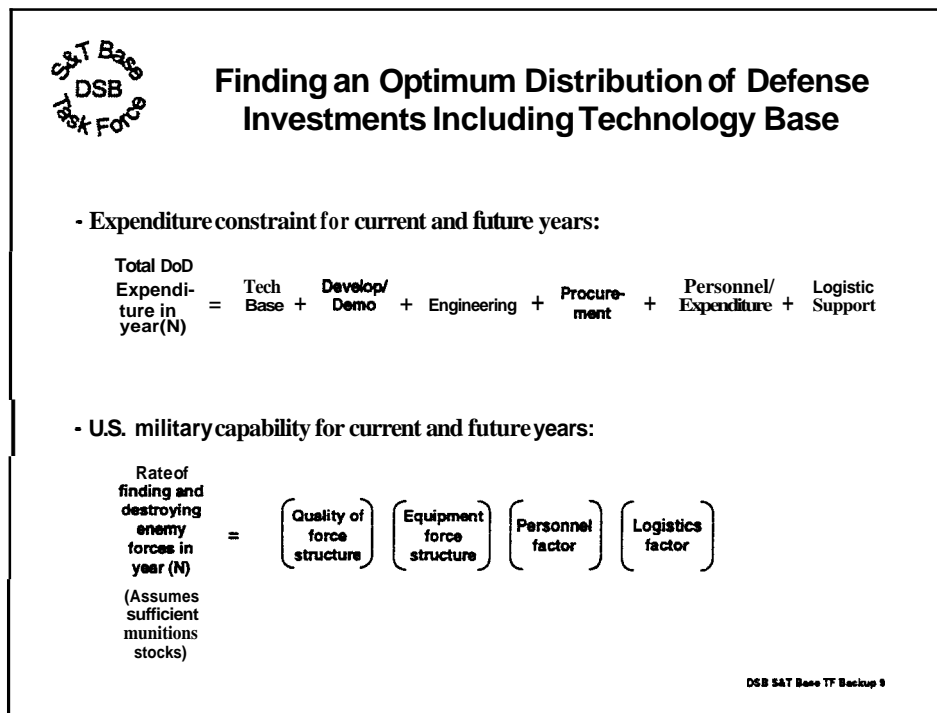 S&T Base
DSB
Task Force
Finding an Optimum Distribution of Defense
Investments Including Technology Base
- Expenditure constraint for current and future years:
Total DoD
Expendi-
ture in
year(N)
=
Tech
Base
+
Develop/
Demo
+
Engineering
+
Procure-
ment
+
Personnel/
Expenditure
+
Logistic
Support
- U.S. military capability for current and future years:
Rate of
finding and
destroying
enemy
forces in
year (N)
(Assumes
sufficient
munitions
stocks)
=
Quality of
force
structure
Equipment
force
structure
Personnel
factor
Logistics
factor
DSB S&T Base TF Backup 9